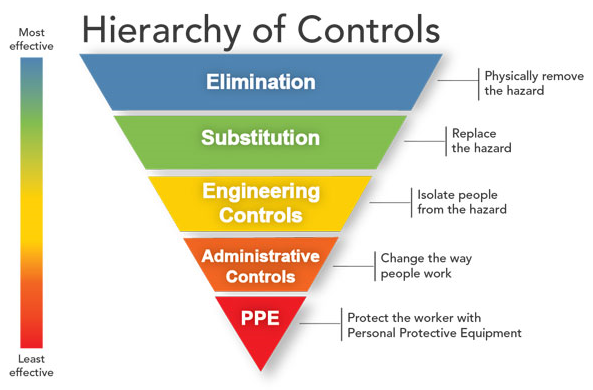 Hierarchy of Controls
Most
effective
Elimination
Physically remove
the hazard
Substitution
Replace
the hazard
Engineering
Controls
Isolate people
from the hazard
Administrative
Controls
Change the way
people work
PPE
Protect the worker with
Personal Protective Equipment
Least
effective